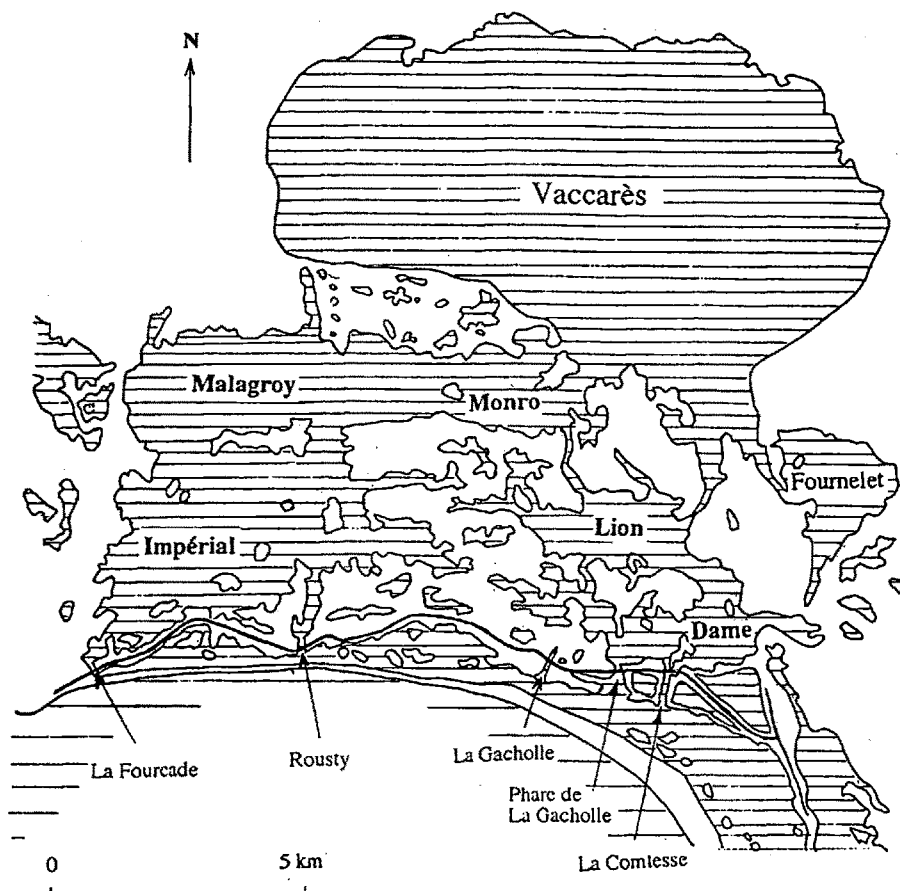 N
Vaccarès
Malagroy
Monro
Fournelet
Impérial
Lion
Dame
La Fourcade
Rousty
La Gacholle
Phare de
La Gacholle
La Comtesse
0
5 km